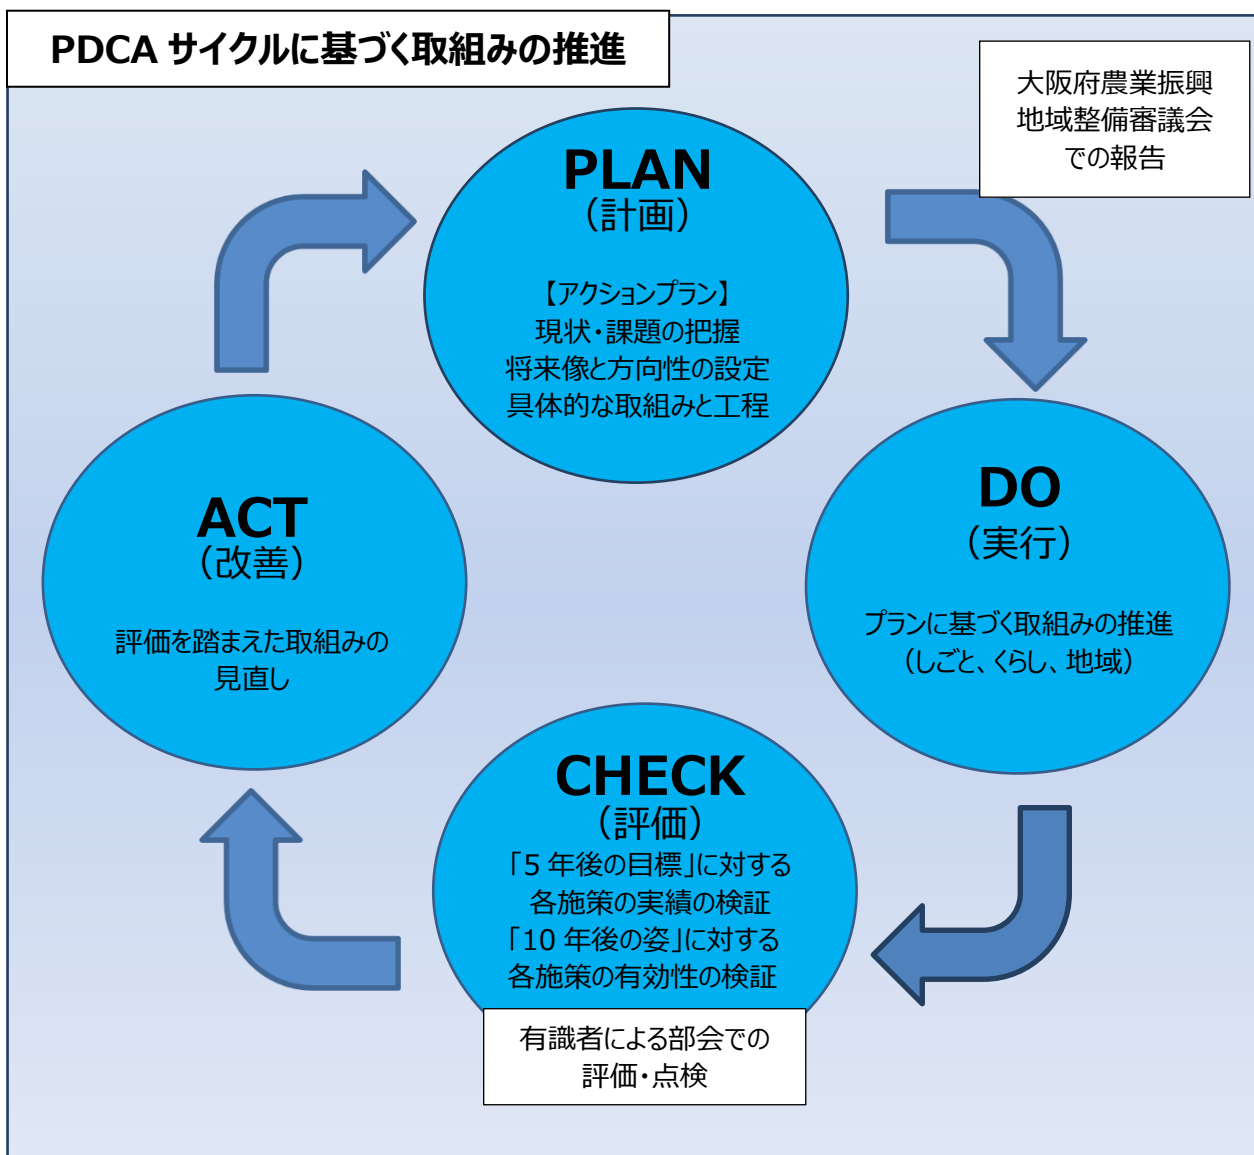 PDCA サイクルに基づく取組みの推進
大阪府農業振興
地域整備審議会
での報告
PLAN
（計画）
【アクションプラン】
現状・課題の把握
将来像と方向性の設定
具体的な取組みと工程
DO
（実行）
プランに基づく取組みの推進
（しごと、くらし、地域）
CHECK
（評価）
「5 年後の目標」に対する
各施策の実績の検証
「10 年後の姿」に対する
各施策の有効性の検証
有識者による部会での
評価・点検
ACT
（改善）
評価を踏まえた取組みの
見直し